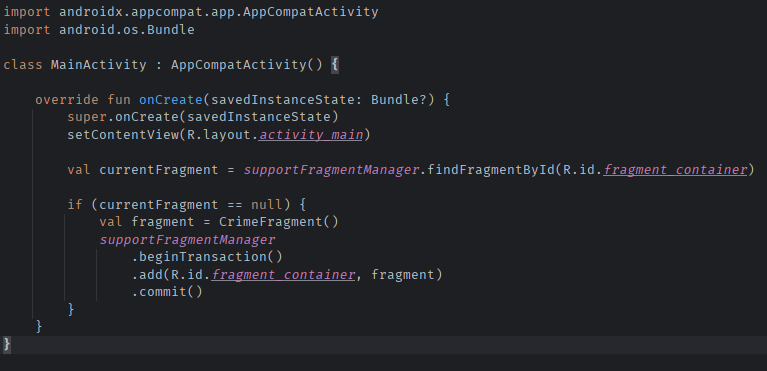 import androidx.appcompat.app.AppCompatActivity
import android.os.Bundle

class MainActivity : AppCompatActivity() {

    override fun onCreate(savedInstanceState: Bundle?) {
        super.onCreate(savedInstanceState)
        setContentView(R.layout.activity_main)

        val currentFragment = supportFragmentManager.findFragmentById(R.id.fragment_container)

        if (currentFragment == null) {
            val fragment = CrimeFragment()
            supportFragmentManager
                .beginTransaction()
                .add(R.id.fragment_container, fragment)
                .commit()
        }
    }
}